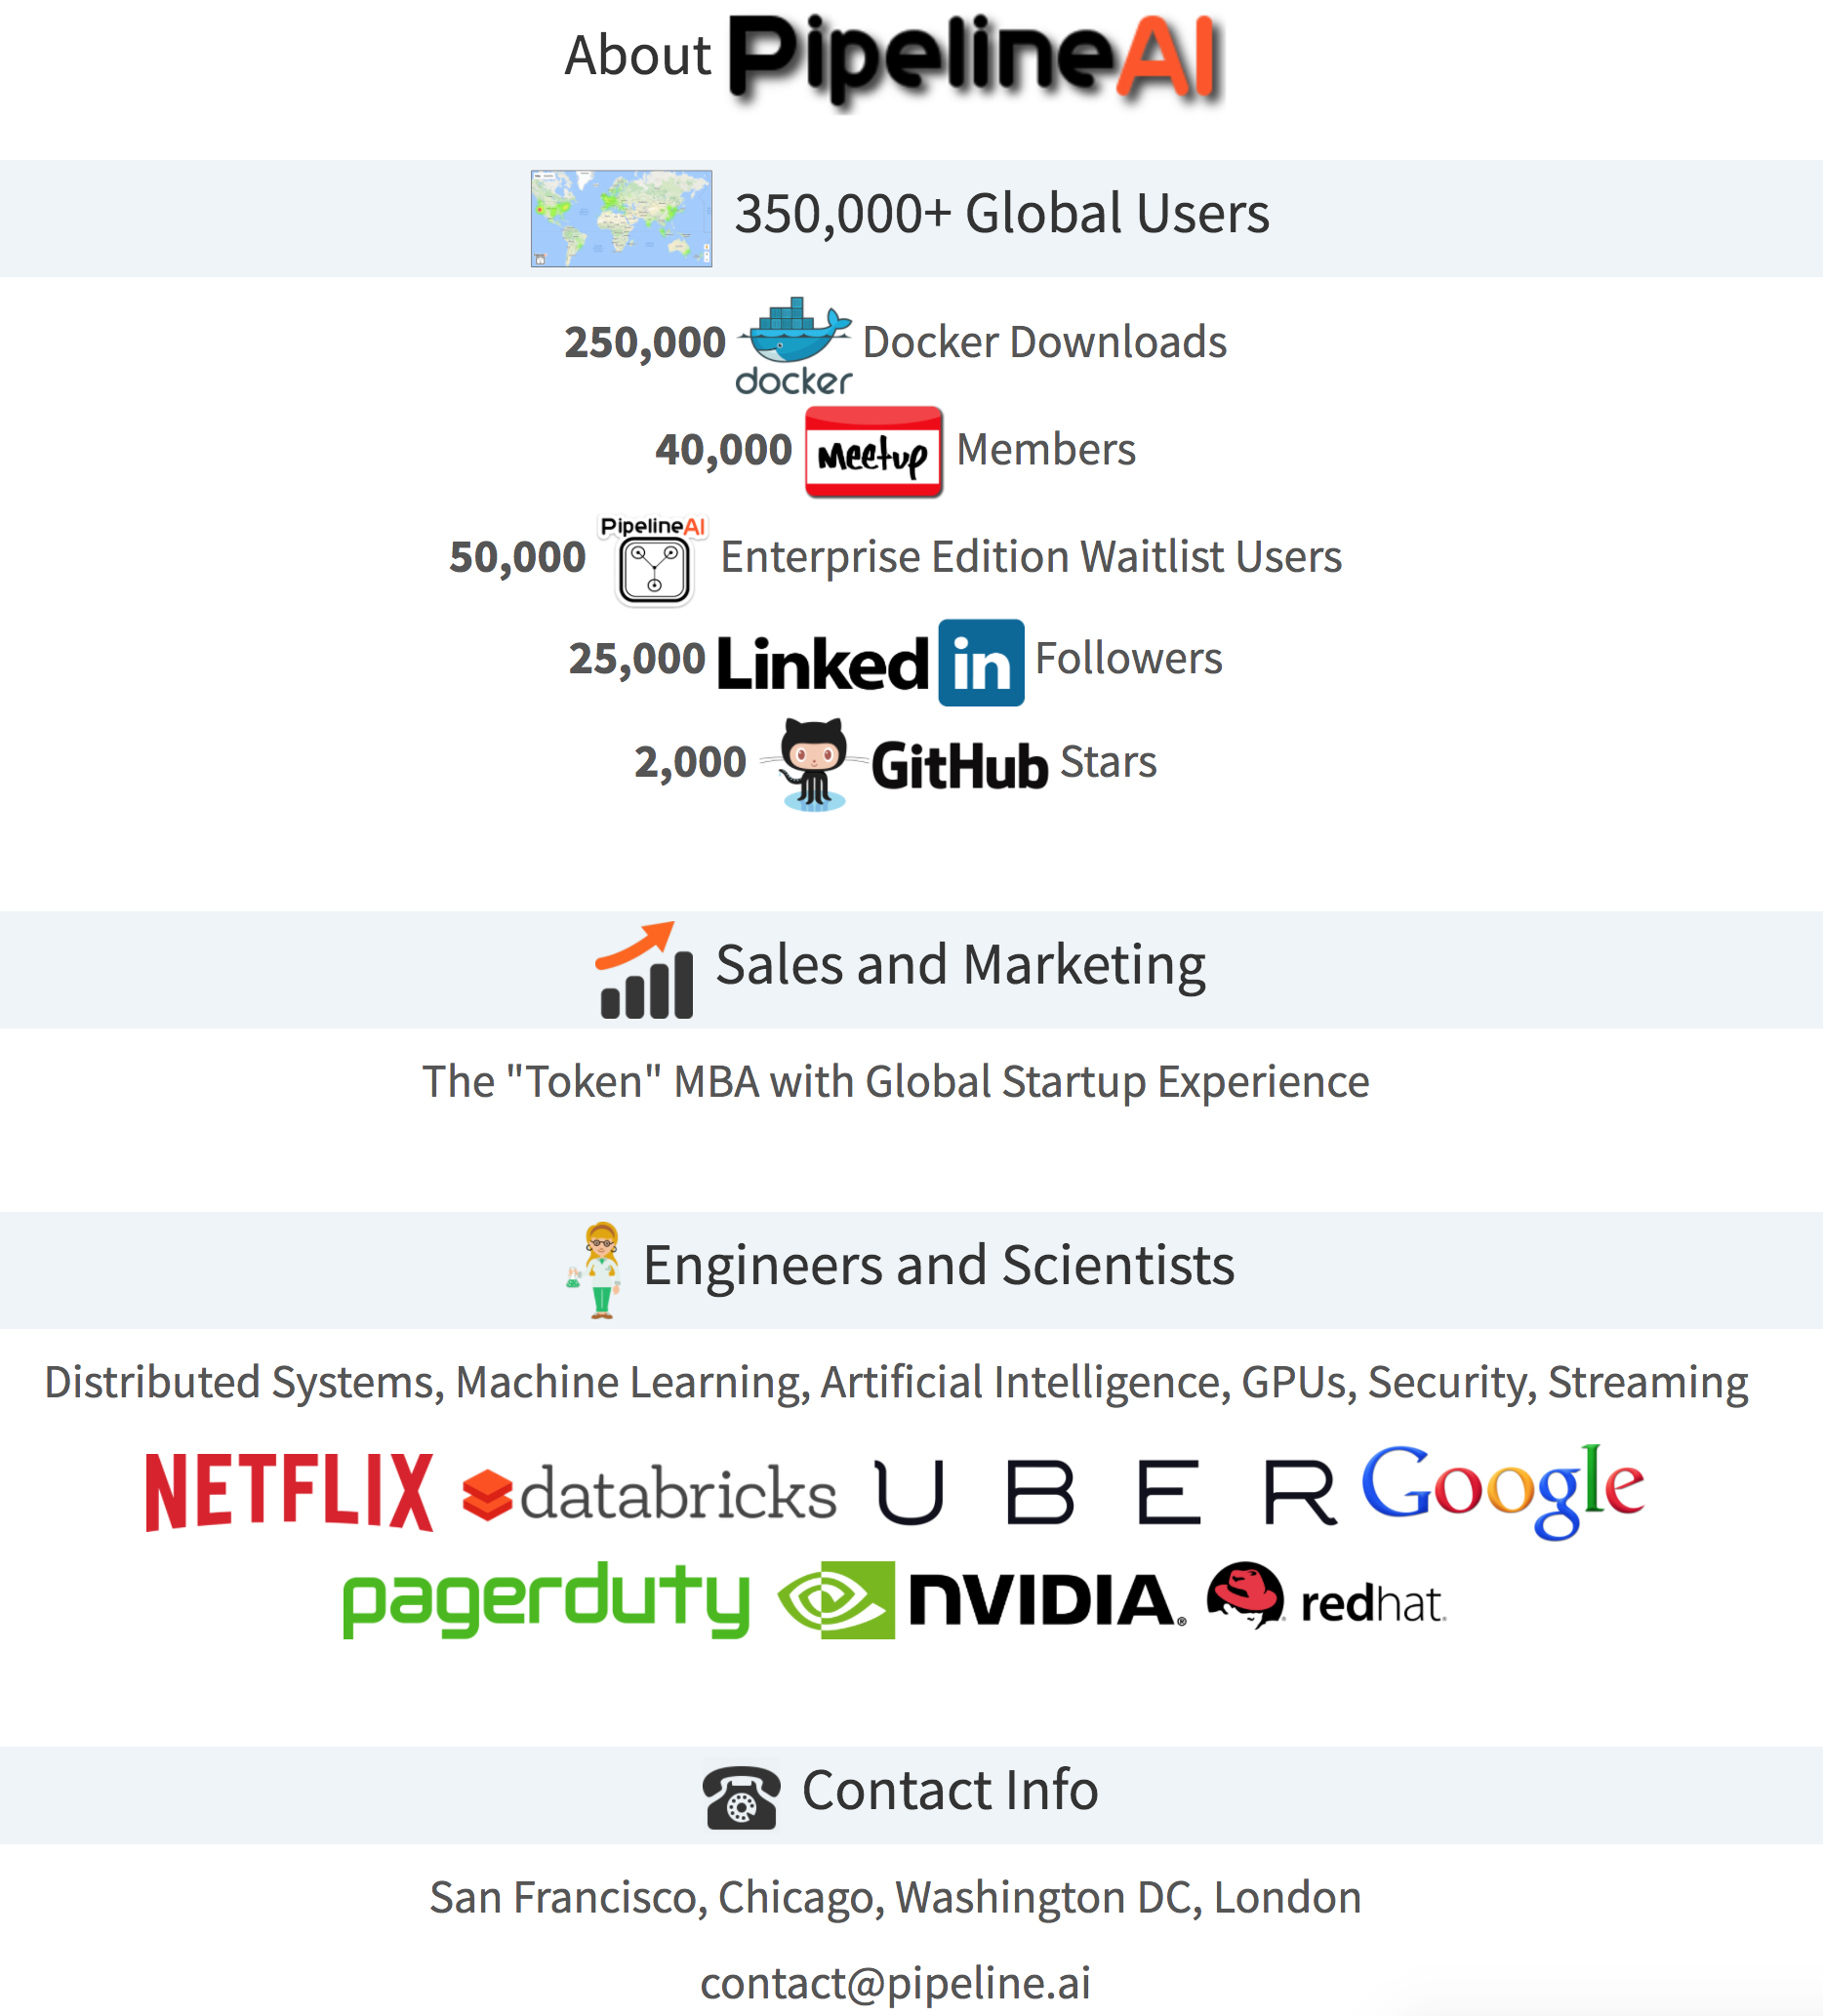 About PipelineAI
350,000+ Global Users
250,000 docker Docker Downloads
40,000 Meetup Members
PipelineAI
50,000 Enterprise Edition Waitlist Users
25,000 Linked in Followers
2,000 GitHub Stars
Sales and Marketing
The "Token" MBA with Global Startup Experience
Engineers and Scientists
Distributed Systems, Machine Learning, Artificial Intelligence, GPUs, Security, Streaming
NETFLIX databricks UBER Google
pagerduty NVIDIA® redhat.
Contact Info
San Francisco, Chicago, Washington DC, London
contact@pipeline.ai